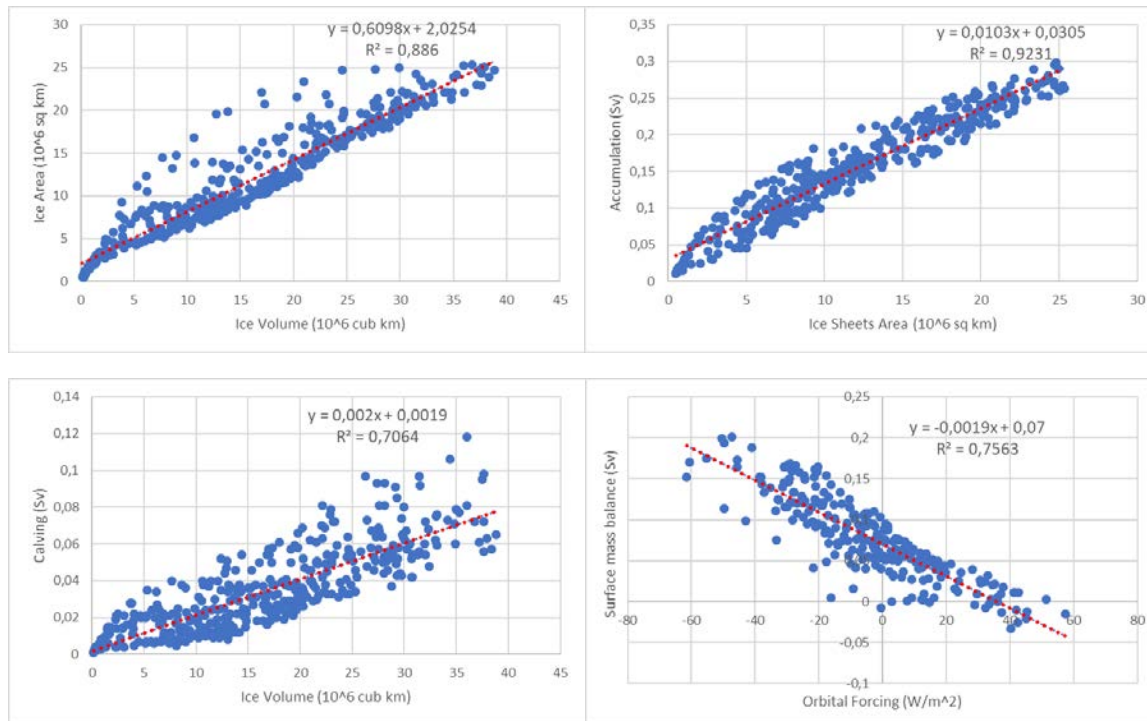 y = 0,6098x + 2,0254
R² = 0,886
Ice Area (10^6 sq km)
30
25
20
15
10
5
0
0 5 10 15 20 25 30 35 40 45
Ice Volume (10^6 cub km)
y = 0,0103x + 0,0305
R² = 0,9231
Accumulation (Sv)
0,35
0,3
0,25
0,2
0,15
0,1
0,05
0
0 5 10 15 20 25 30
Ice Sheets Area (10^6 sq km)
y = 0,002x + 0,0019
R² = 0,7064
Calving (Sv)
0,14
0,12
0,1
0,08
0,06
0,04
0,02
0
0 5 10 15 20 25 30 35 40 45
Ice Volume (10^6 cub km)
y = -0,0019x + 0,07
R² = 0,7563
Surface mass balance (Sv)
0,25
0,2
0,15
0
-0,05
-0,1
-80 -60 -40 -20 0 20 40 60 80
Orbital Forcing (W/m^2)